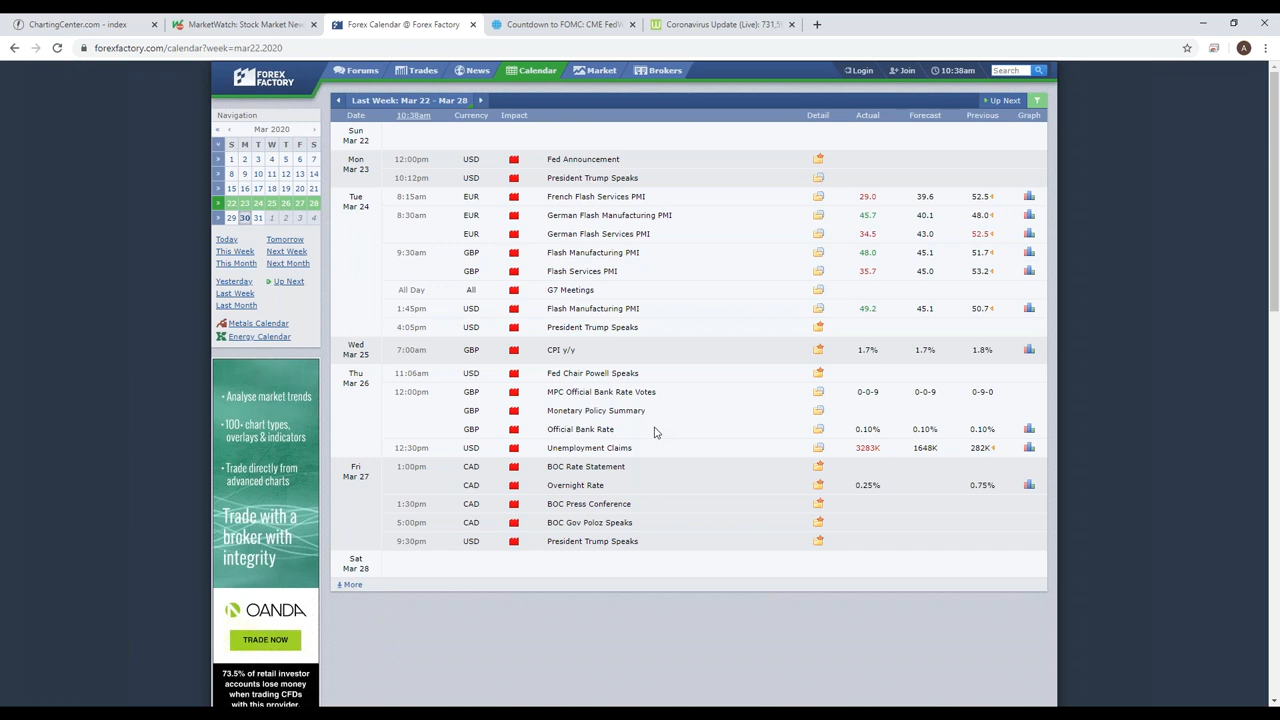 ChartingCenter.com - index
MarketWatch: Stock Market New
Forex Calendar @ Forex Factory
Countdown to FOMC: CME FedW
Coronavirus Update (Live): 731,5
forexfactory.com/calendar?week=mar22.2020
A
FOREX FACTORY
Forums Trades News Calendar Market Brokers
Login Join 10:38am Search
Navigation
Mar 2020
S M T W T F S
1 2 3 4 5 6 7
8 9 10 11 12 13 14
15 16 17 18 19 20 21
22 23 24 25 26 27 28
29 30 31 1 2 3 4
Today Tomorrow
This Week Next Week
This Month Next Month
Yesterday Up Next
Last Week
Last Month
Metals Calendar
Energy Calendar
• Analyse market trends
• 100+ chart types, overlays & indicators
• Trade directly from advanced charts
Trade with a broker with integrity
OANDA
TRADE NOW
73.5% of retail investor
accounts lose money
when trading CFDs
with this provider.
Last Week: Mar 22 - Mar 28
Up Next
Date 10:38am Currency Impact Detail Actual Forecast Previous Graph
Sun Mar 22
Mon Mar 23 12:00pm USD Fed Announcement
10:12pm USD President Trump Speaks
Tue Mar 24 8:15am EUR French Flash Services PMI 29.0 39.6 52.5
8:30am EUR German Flash Manufacturing PMI 45.7 40.1 48.0
EUR German Flash Services PMI 34.5 43.0 52.5
9:30am GBP Flash Manufacturing PMI 48.0 45.1 51.7
GBP Flash Services PMI 35.7 45.0 53.2
All Day All G7 Meetings
1:45pm USD Flash Manufacturing PMI 49.2 45.1 50.7
4:05pm USD President Trump Speaks
Wed Mar 25 7:00am GBP CPI y/y 1.7% 1.7% 1.8%
Thu Mar 26 11:06am USD Fed Chair Powell Speaks
12:00pm GBP MPC Official Bank Rate Votes 0-0-9 0-9-0
GBP Monetary Policy Summary
GBP Official Bank Rate 0.10% 0.10% 0.10%
12:30pm USD Unemployment Claims 3283K 1648K 282K
Fri Mar 27 1:00pm CAD BOC Rate Statement
CAD Overnight Rate 0.25% 0.75%
1:30pm CAD BOC Press Conference
5:00pm CAD BOC Gov Poloz Speaks
9:30pm USD President Trump Speaks
Sat Mar 28
More